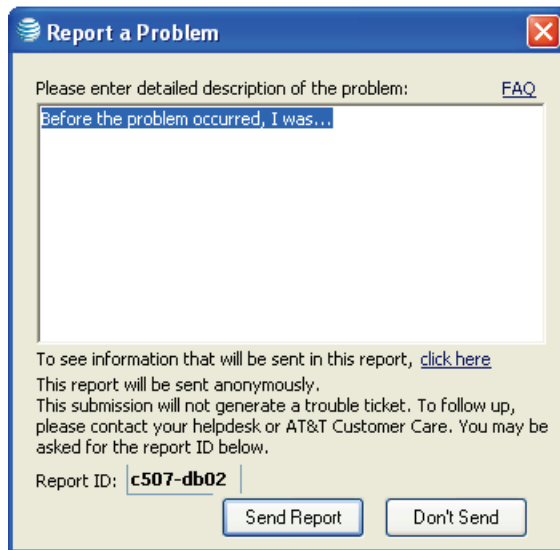 Report a Problem
Please enter detailed description of the problem: FAQ
Before the problem occurred, I was...
To see information that will be sent in this report, click here
This report will be sent anonymously.
This submission will not generate a trouble ticket. To follow up,
please contact your helpdesk or AT&T Customer Care. You may be
asked for the report ID below.
Report ID: c507-db02
Send Report Don't Send